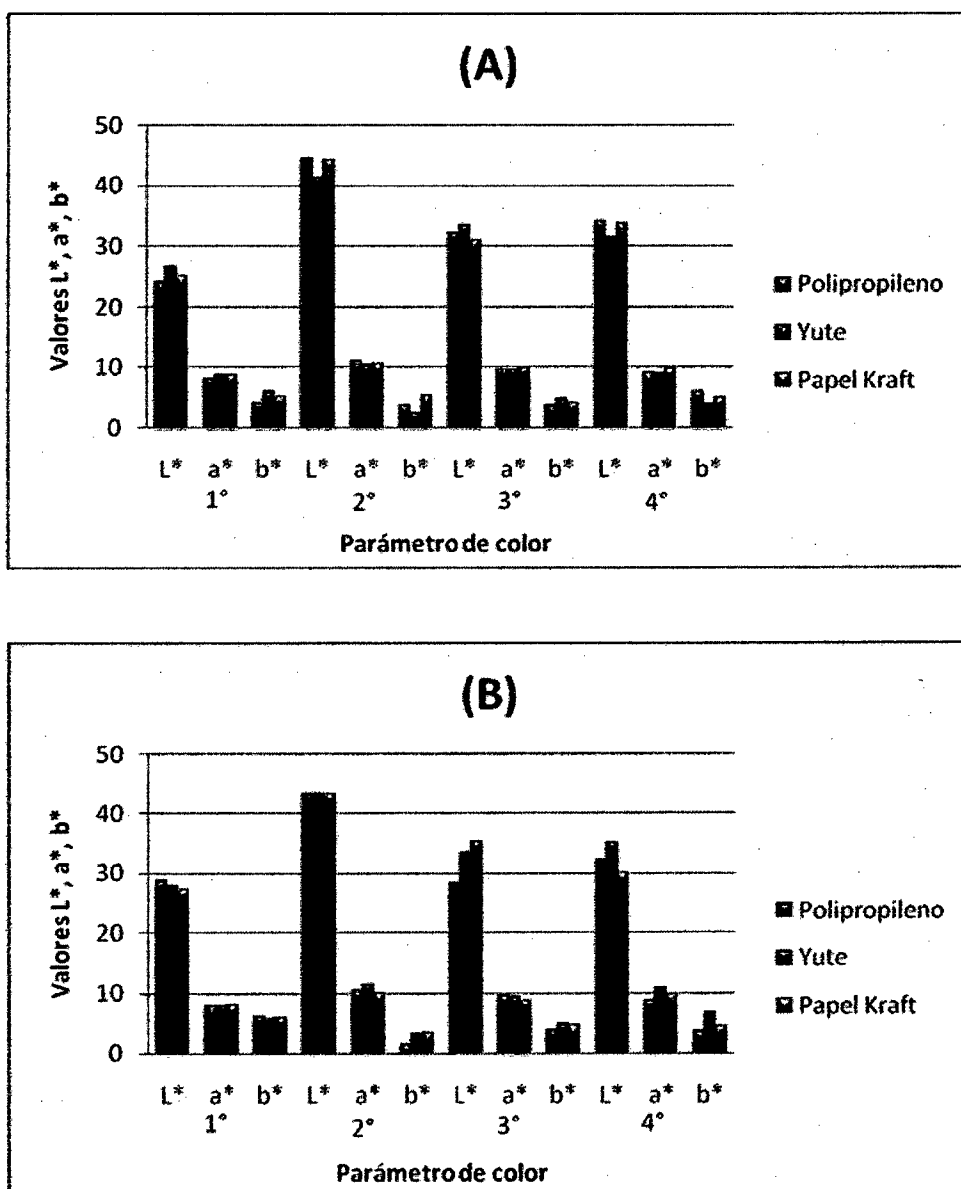 (A)
Valores L*, a*, b*
50
40
30
20
10
0
L* a* b* L* a* b* L* a* b* L* a* b*
1° 2° 3° 4°
Parámetro de color
Polipropileno
Yute
Papel Kraft
(B)
Valores L*, a*, b*
50
40
30
20
10
0
L* a* b* L* a* b* L* a* b* L* a* b*
1° 2° 3° 4°
Parámetro de color
Polipropileno
Yute
Papel Kraft